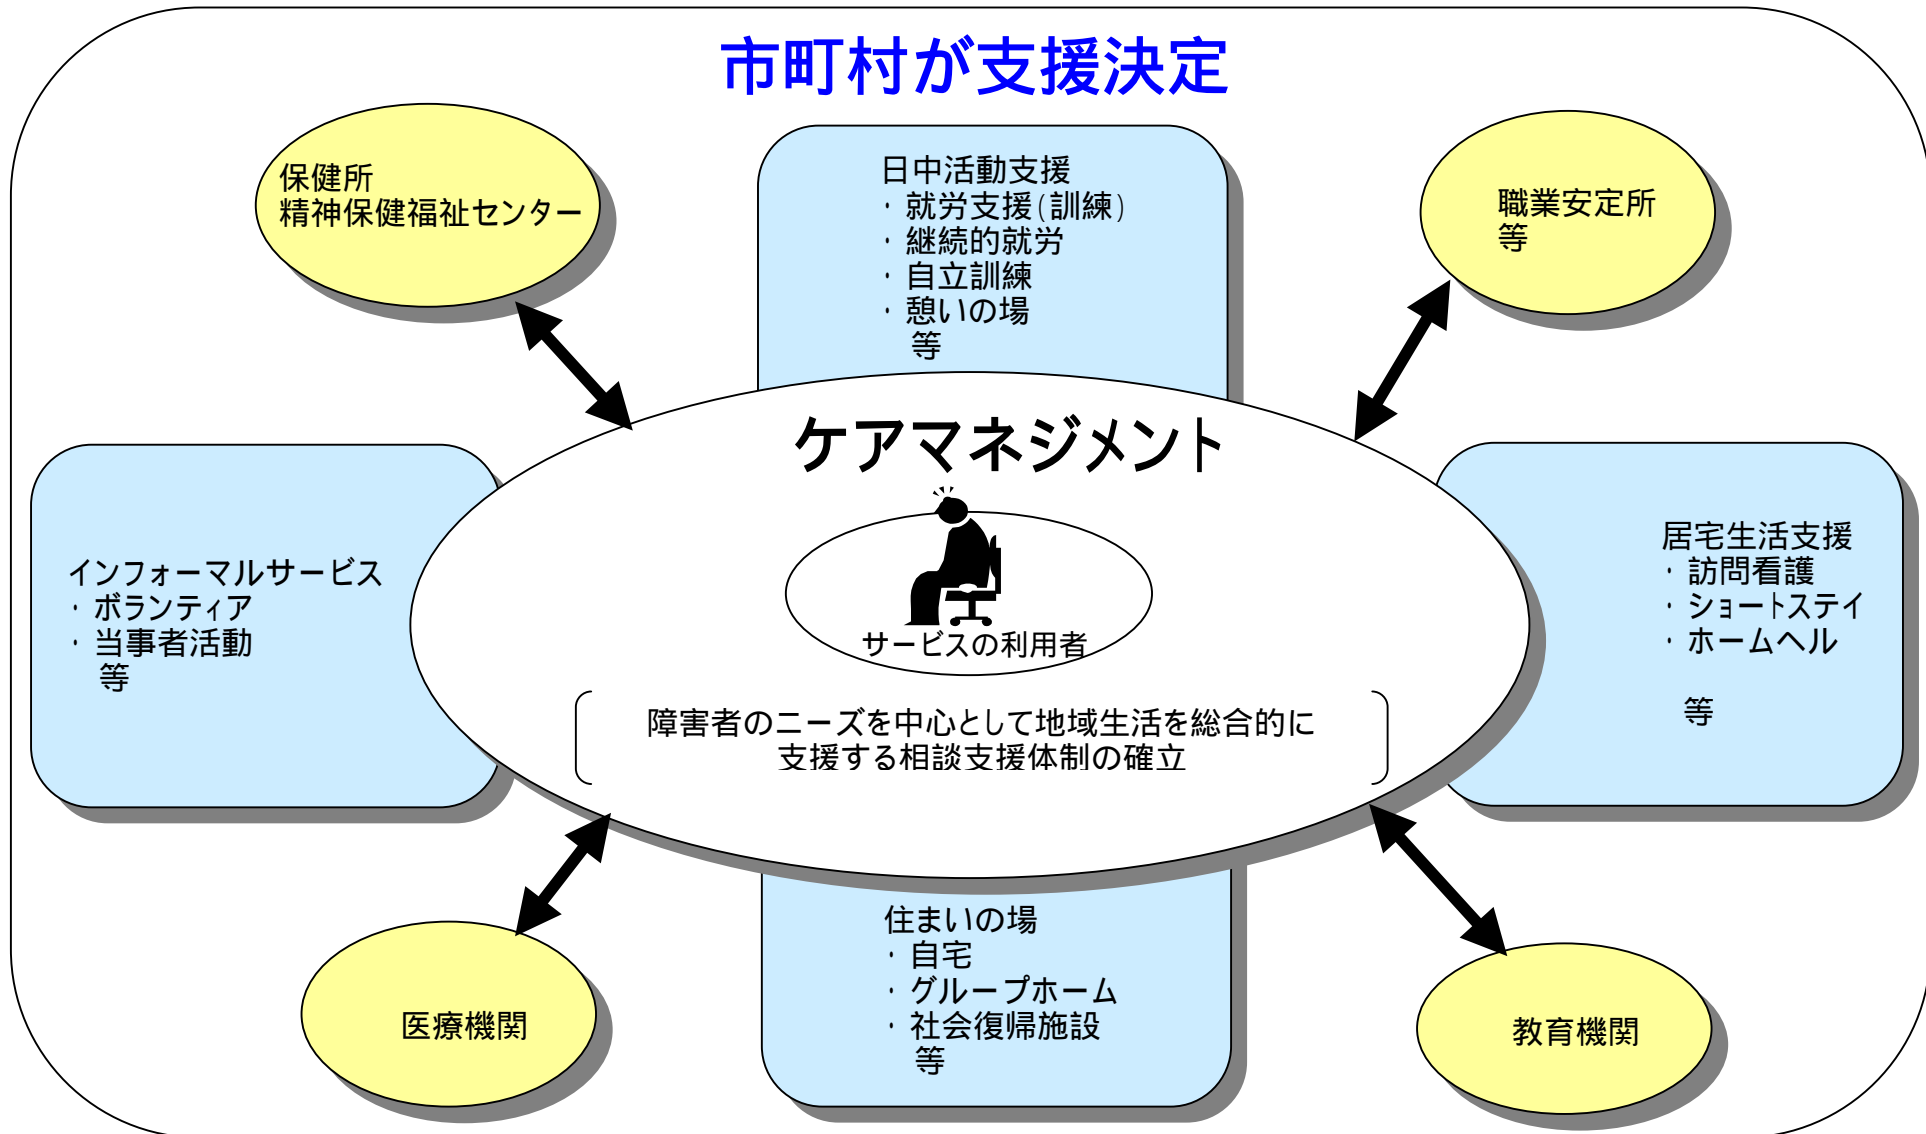 市町村が支援決定
保健所
精神保健福祉センター
日中活動支援
・就労支援(訓練)
・継続的就労
・自立訓練
・憩いの場
等
職業安定所
等
ケアマネジメント
サービスの利用者
障害者のニーズを中心として地域生活を総合的に
支援する相談支援体制の確立
インフォーマルサービス
・ボランティア
・当事者活動
等
居宅生活支援
・訪問看護
・ショートステイ
・ホームヘル
等
医療機関
住まいの場
・自宅
・グループホーム
・社会復帰施設
等
教育機関